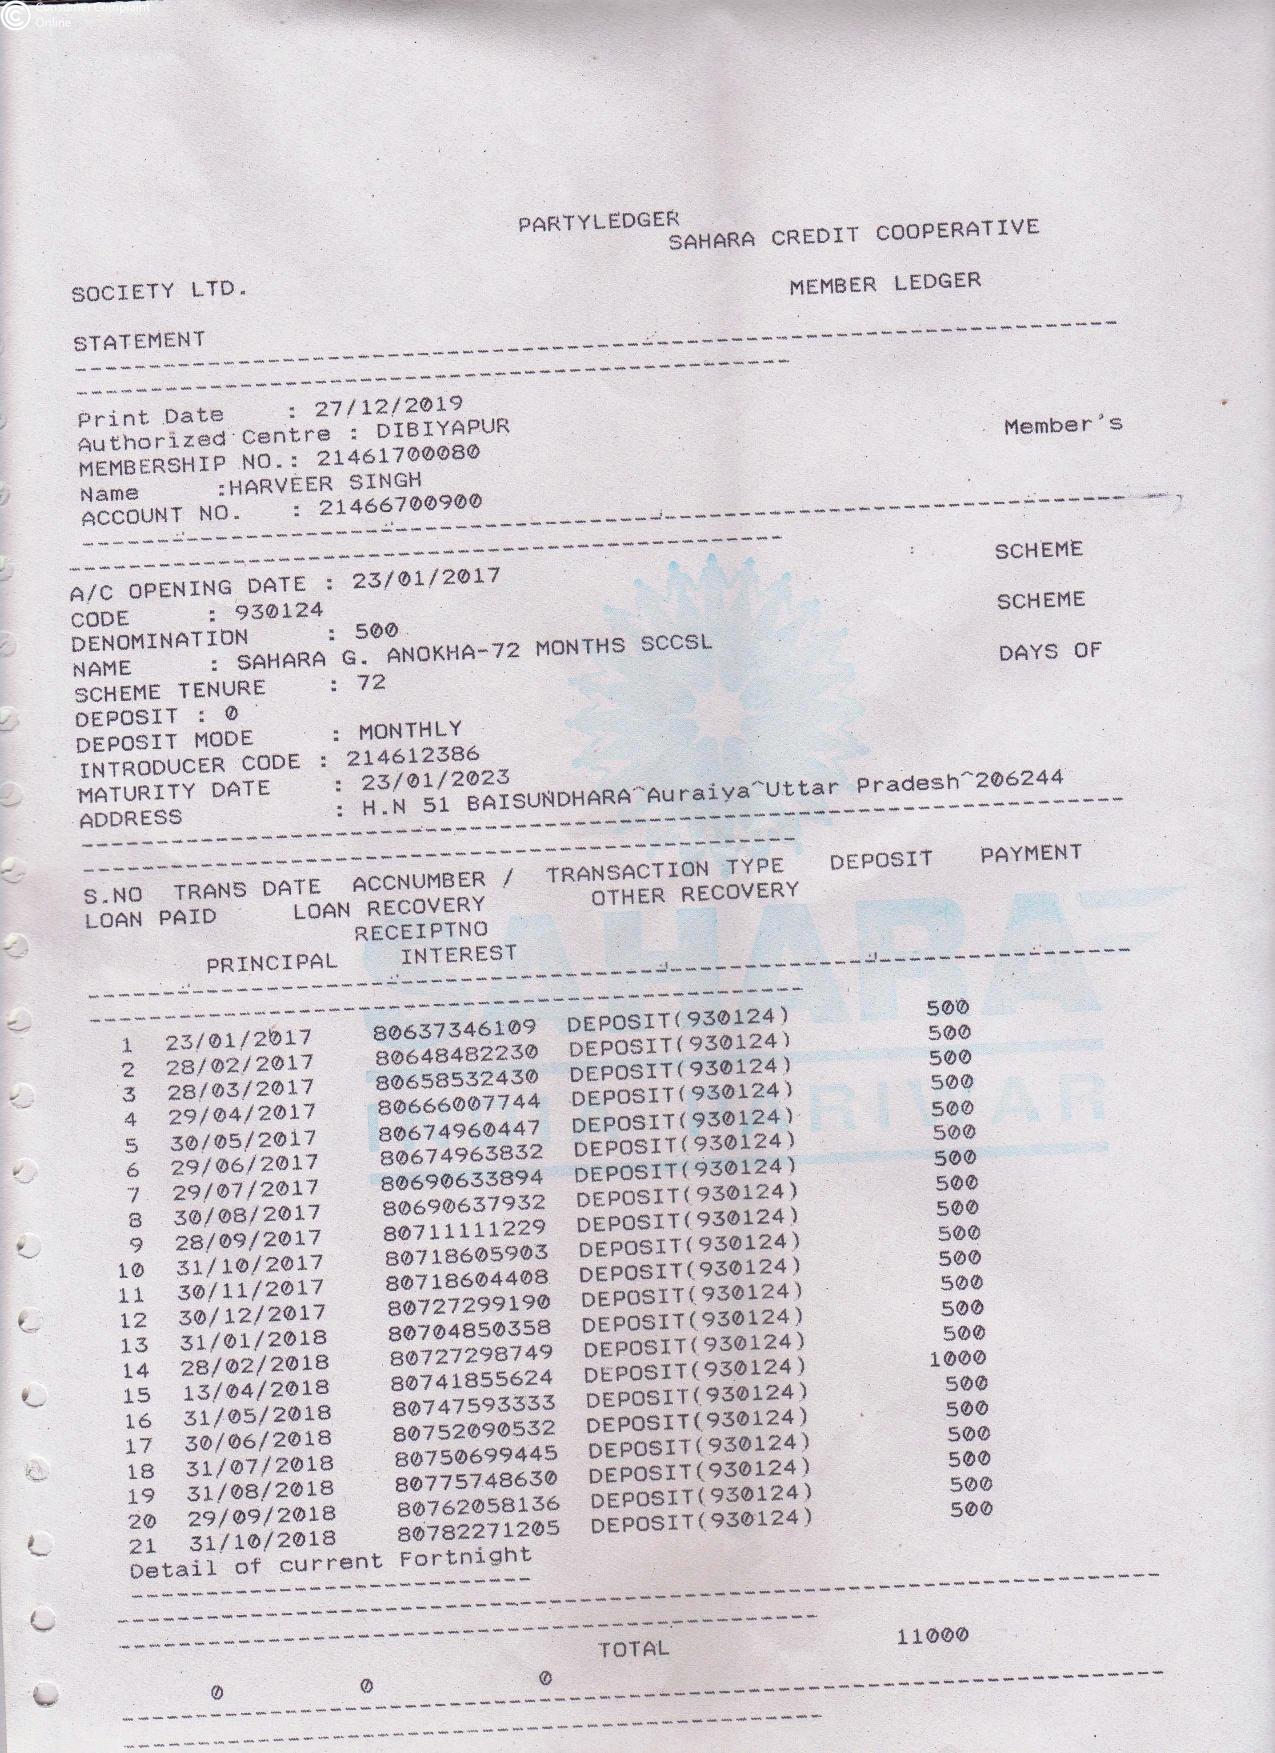 Consumer Complaint
Online
PARTYLEDGER
SAHARA CREDIT COOPERATIVE
SOCIETY LTD.
MEMBER LEDGER
STATEMENT
Print Date : 27/12/2019
Authorized Centre : DIBIYAPUR
Member's
MEMBERSHIP NO.: 21461700080
Name :HARVEER SINGH
ACCOUNT NO. : 21466700900
A/C OPENING DATE : 23/01/2017
SCHEME
CODE : 930124
DENOMINATION : 500
SCHEME
NAME : SAHARA G. ANOKHA-72 MONTHS SCCSL
SCHEME TENURE : 72
DAYS OF
DEPOSIT : 0
DEPOSIT MODE : MONTHLY
INTRODUCER CODE : 214612386
MATURITY DATE : 23/01/2023
ADDRESS : H.N 51 BAISUNDHARA^Auraiya^Uttar Pradesh^206244
S.NO TRANS DATE ACCNUMBER / TRANSACTION TYPE DEPOSIT PAYMENT
LOAN PAID LOAN RECOVERY OTHER RECOVERY
RECEIPTNO
PRINCIPAL INTEREST
1 23/01/2017 80637346109 DEPOSIT(930124) 500
2 28/02/2017 80648482230 DEPOSIT(930124) 500
3 28/03/2017 80658532430 DEPOSIT(930124) 500
4 29/04/2017 80666007744 DEPOSIT(930124) 500
5 30/05/2017 80674960447 DEPOSIT(930124) 500
6 29/06/2017 80674963832 DEPOSIT(930124) 500
7 29/07/2017 80690633894 DEPOSIT(930124) 500
8 30/08/2017 80690637932 DEPOSIT(930124) 500
9 28/09/2017 80711111229 DEPOSIT(930124) 500
10 31/10/2017 80718605903 DEPOSIT(930124) 500
11 30/11/2017 80718604408 DEPOSIT(930124) 500
12 30/12/2017 80727299190 DEPOSIT(930124) 500
13 31/01/2018 80704850358 DEPOSIT(930124) 500
14 28/02/2018 80727298749 DEPOSIT(930124) 500
15 13/04/2018 80741855624 DEPOSIT(930124) 1000
16 31/05/2018 80747593333 DEPOSIT(930124) 500
17 30/06/2018 80752090532 DEPOSIT(930124) 500
18 31/07/2018 80750699445 DEPOSIT(930124) 500
19 31/08/2018 80775748630 DEPOSIT(930124) 500
20 29/09/2018 80762058136 DEPOSIT(930124) 500
21 31/10/2018 80782271205 DEPOSIT(930124) 500
Detail of current Fortnight
TOTAL 11000
0 0 0